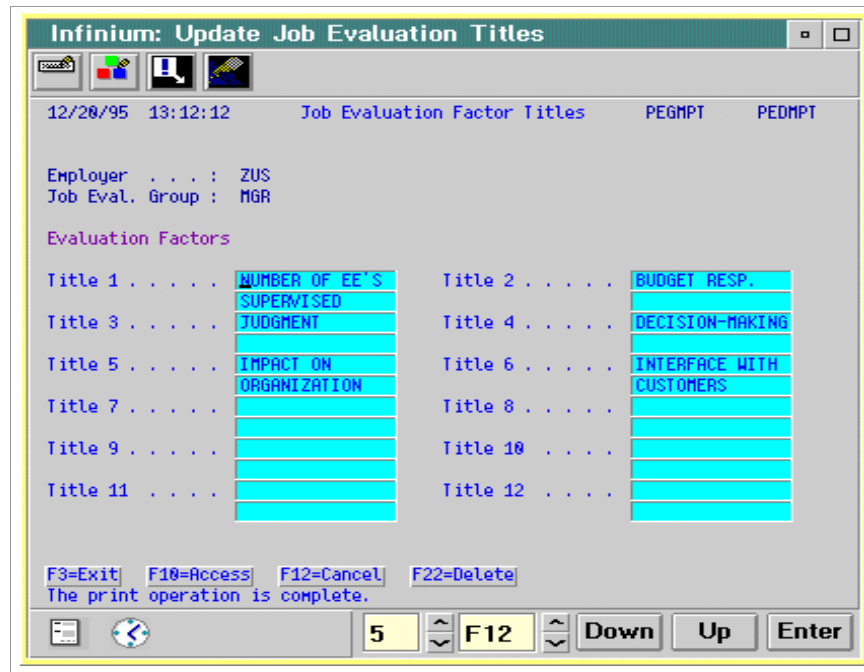 Infinium: Update Job Evaluation Titles
12/20/95 13:12:12 Job Evaluation Factor Titles PEGMPT PEDMPT
Employer . . . : ZUS
Job Eval. Group : MGR
Evaluation Factors
Title 1 . . . . . NUMBER OF EE'S Title 2 . . . . . BUDGET RESP.
SUPERVISED
Title 3 . . . . . JUDGMENT Title 4 . . . . . DECISION-MAKING
Title 5 . . . . . IMPACT ON Title 6 . . . . . INTERFACE WITH
ORGANIZATION CUSTOMERS
Title 7 . . . . . Title 8 . . . . .
Title 9 . . . . . Title 10 . . . .
Title 11 . . . . Title 12 . . . .
F3=Exit F10=Access F12=Cancel F22=Delete
The print operation is complete.
5 F12 Down Up Enter